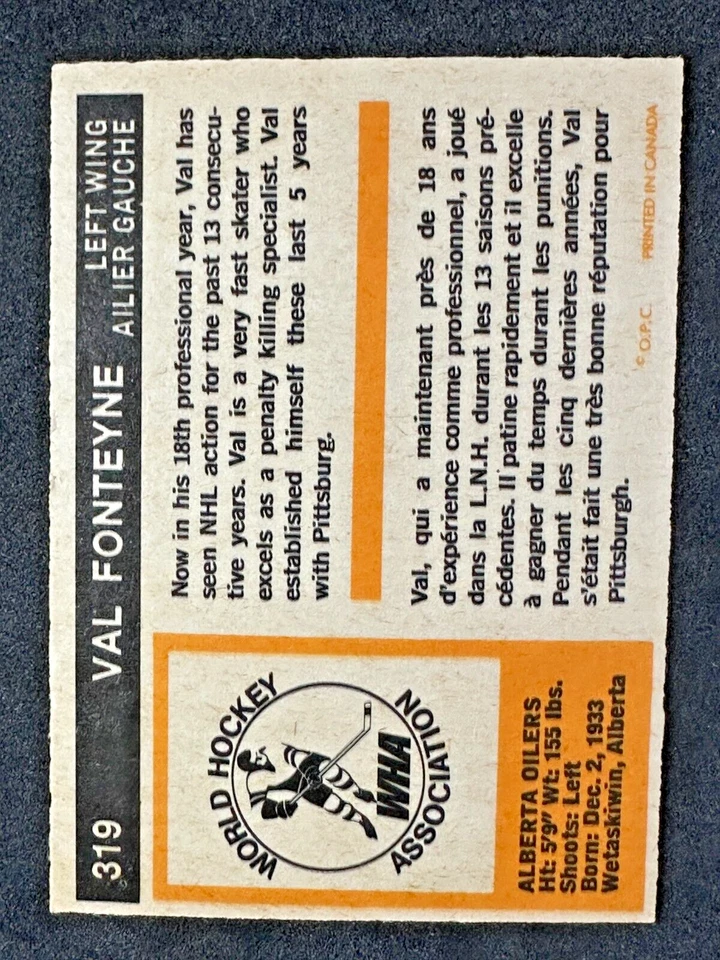 319
VAL FONTEYNE
LEFT WING
AILIER GAUCHE
WORLD HOCKEY
WHA
ASSOCIATION
ALBERTA OILERS
Ht: 5'9" Wt: 155 lbs.
Shoots: Left
Born: Dec. 2, 1933
Wetaskiwin, Alberta
Now in his 18th professional year, Val has
seen NHL action for the past 13 consecu-
tive years. Val is a very fast skater who
excels as a penalty killing specialist. Val
established himself these last 5 years
with Pittsburg.
Val, qui a maintenant près de 18 ans
d'expérience comme professionnel, a joué
dans la L.N.H. durant les 13 saisons pré-
cédentes. Il patine rapidement et il excelle
à gagner du temps durant les punitions.
Pendant les cinq dernières années, Val
s'était fait une très bonne réputation pour
Pittsburgh.
© O.P.C. PRINTED IN CANADA